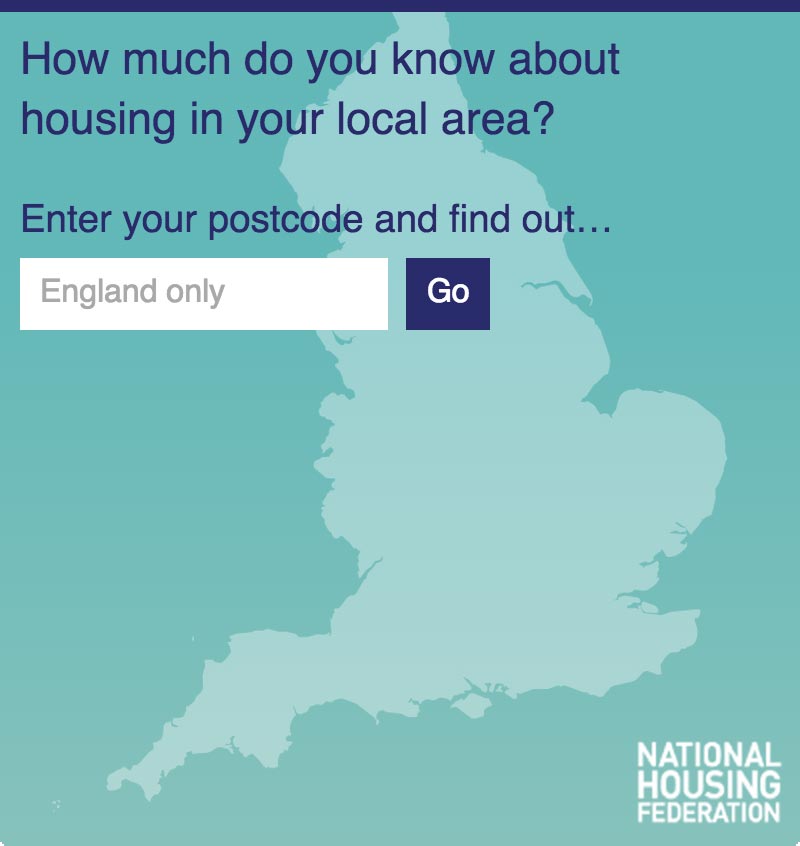 How much do you know about
housing in your local area?
Enter your postcode and find out...
England only
Go
NATIONAL
HOUSING
FEDERATION